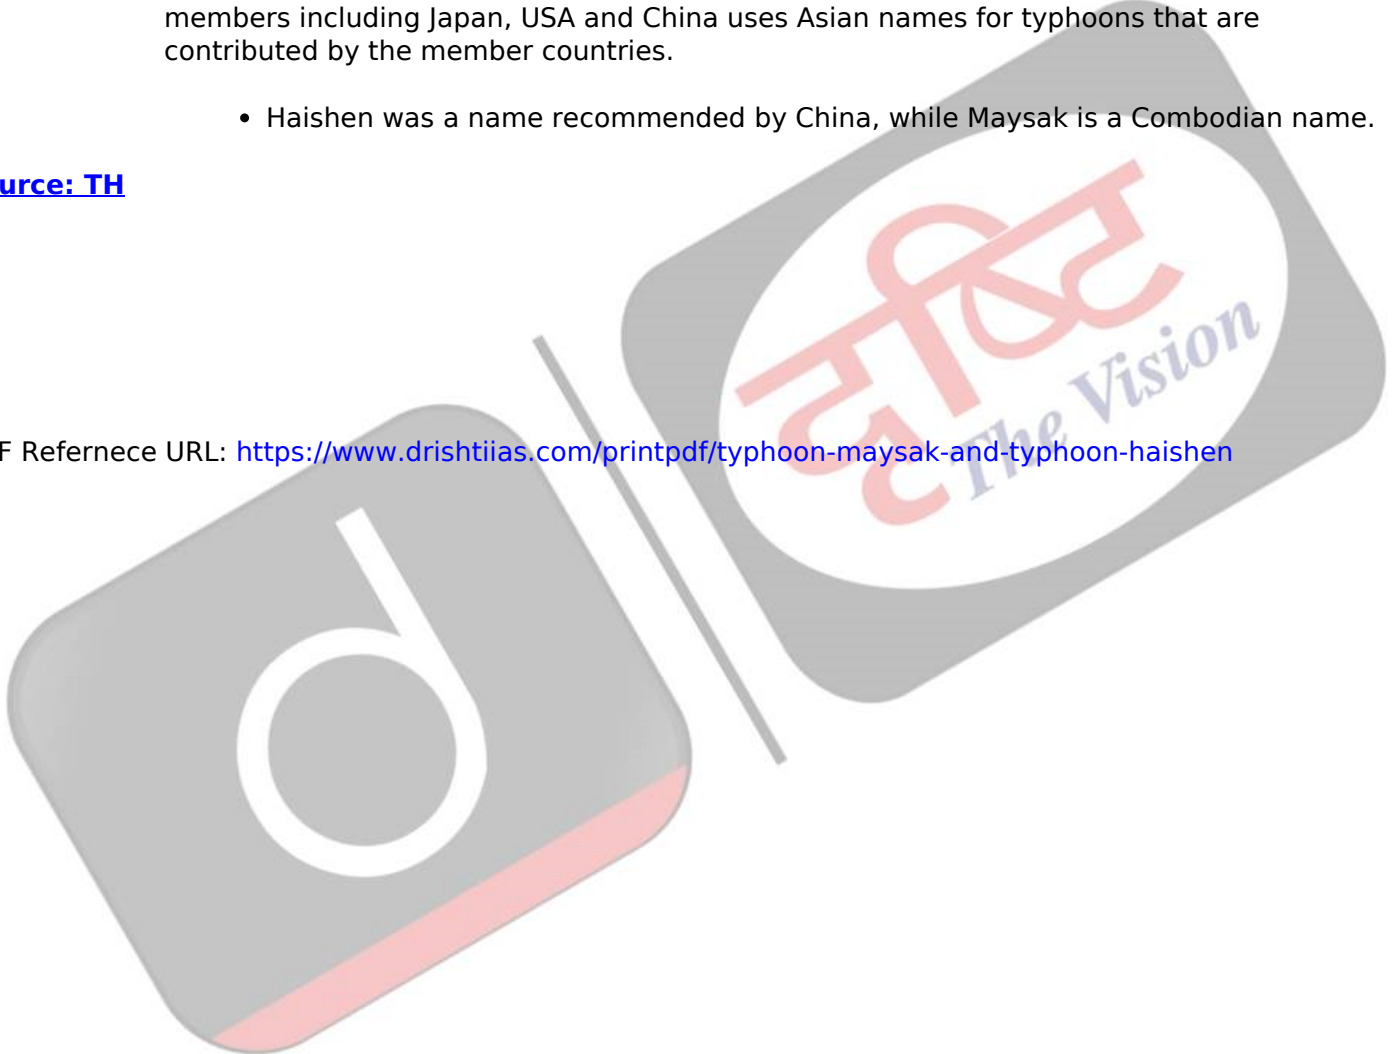 members including Japan, USA and China uses Asian names for typhoons that are
contributed by the member countries.
• Haishen was a name recommended by China, while Maysak is a Combodian name.
urce: TH
दृष्टि
The Vision
F Refernece URL: https://www.drishtiias.com/printpdf/typhoon-maysak-and-typhoon-haishen
d